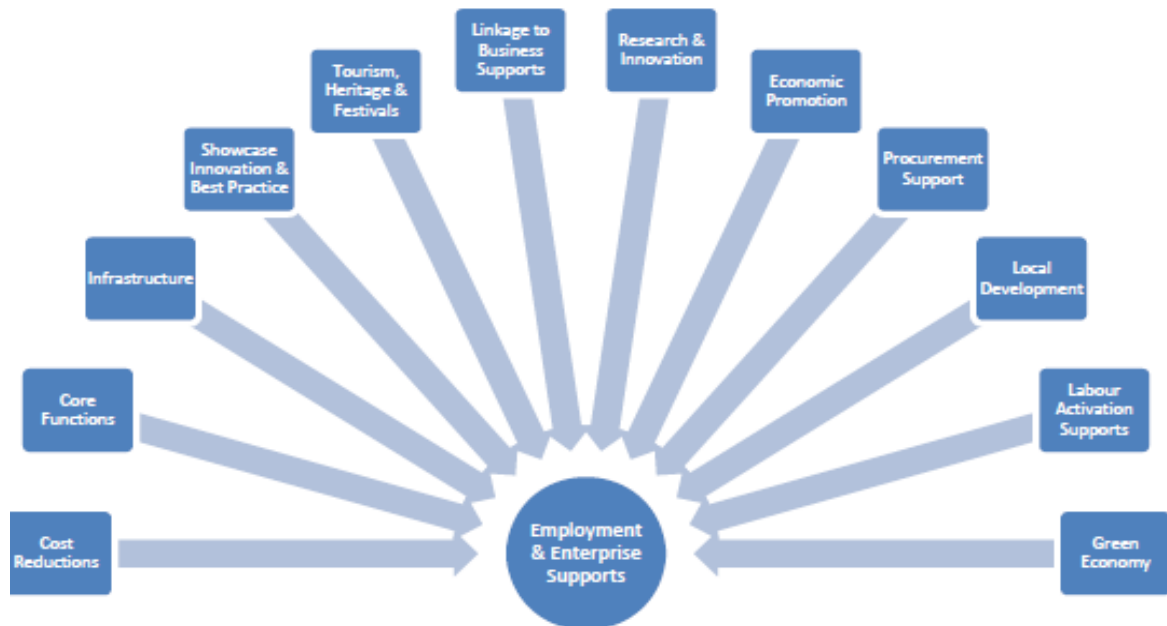 Linkage to
Business
Supports
Research &
Innovation
Tourism,
Heritage &
Festivals
Economic
Promotion
Showcase
Innovation &
Best Practice
Procurement
Support
Infrastructure
Local
Development
Core
Functions
Labour
Activation
Supports
Cost
Reductions
Employment
& Enterprise
Supports
Green
Economy